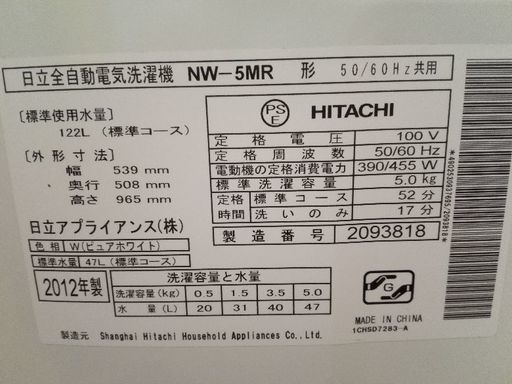 日立全自動電気洗濯機 NW-5MR 形 50/60Hz共用
〔標準使用水量〕
122L (標準コース)
〔外形寸法〕
幅 539 mm
奥行 508 mm
高さ 965 mm
日立アプライアンス(株)
色相 W(ピュアホワイト)
標準水量 47L (標準コース)
PSE HITACHI
定格電圧 100 V
定格周波数 50/60 Hz
電動機の定格消費電力 390/455 W
標準洗濯容量 5.0kg
定格時間 標準コース 52分
洗いのみ 17分
製造番号 2093818
2012年製
洗濯容量と水量
洗濯容量(kg) 0.5 1.5 3.5 5.0
水量(L) 20 31 40 47
G
MADE IN CHINA
1CHSD7283-A
製造元 Shanghai Hitachi Household Appliances Co.,Ltd.